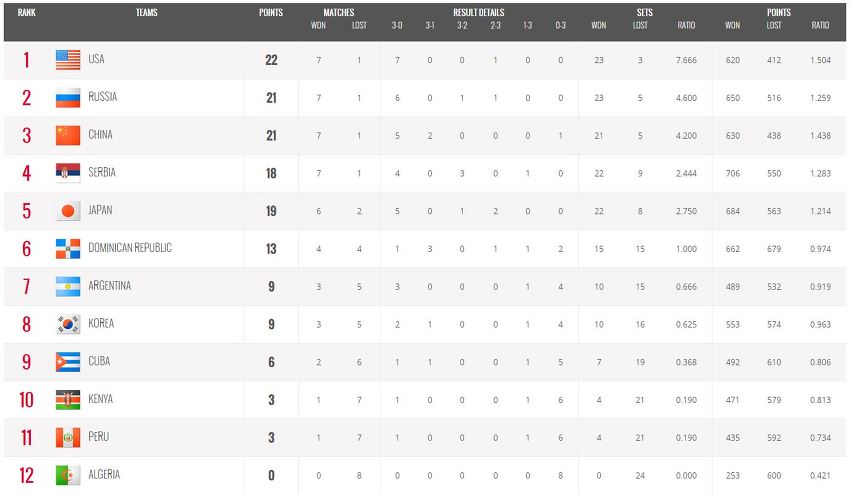 RANK TEAMS POINTS MATCHES RESULT DETAILS SETS POINTS
WON LOST 3-0 3-1 3-2 2-3 1-3 0-3 WON LOST RATIO WON LOST RATIO
1 USA 22 7 1 7 0 0 1 0 0 23 3 7.666 620 412 1.504
2 RUSSIA 21 7 1 6 0 1 1 0 0 23 5 4.600 650 516 1.259
3 CHINA 21 7 1 5 2 0 0 0 1 21 5 4.200 630 438 1.438
4 SERBIA 18 7 1 4 0 3 0 1 0 22 9 2.444 706 550 1.283
5 JAPAN 19 6 2 5 0 1 2 0 0 22 8 2.750 684 563 1.214
6 DOMINICAN REPUBLIC 13 4 4 1 3 0 1 1 2 15 15 1.000 662 679 0.974
7 ARGENTINA 9 3 5 3 0 0 0 1 4 10 15 0.666 489 532 0.919
8 KOREA 9 3 5 2 1 0 0 1 4 10 16 0.625 553 574 0.963
9 CUBA 6 2 6 1 1 0 0 1 5 7 19 0.368 492 610 0.806
10 KENYA 3 1 7 1 0 0 0 1 6 4 21 0.190 471 579 0.813
11 PERU 3 1 7 1 0 0 0 1 6 4 21 0.190 435 592 0.734
12 ALGERIA 0 0 8 0 0 0 0 0 8 0 24 0.000 253 600 0.421